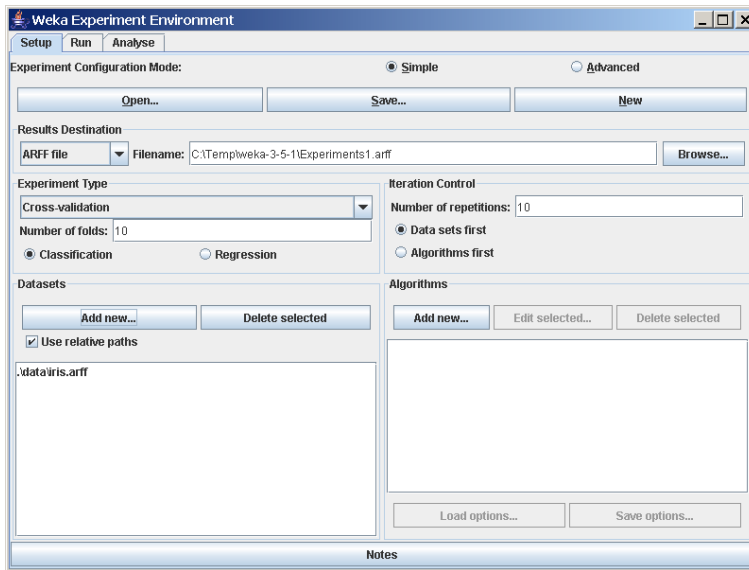 Weka Experiment Environment
Setup Run Analyse
Experiment Configuration Mode: Simple Advanced
Open... Save... New
Results Destination
ARFF file Filename: C:\Temp\weka-3-5-1\Experiments1.arff Browse...
Experiment Type
Cross-validation
Number of folds: 10
Classification Regression
Iteration Control
Number of repetitions: 10
Data sets first
Algorithms first
Datasets
Add new... Delete selected
Use relative paths
.\data\iris.arff
Algorithms
Add new... Edit selected... Delete selected
Load options... Save options...
Notes